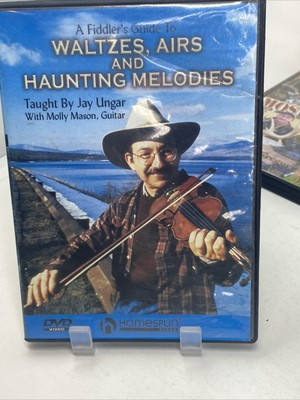 A Fiddler's Guide To
WALTZES, AIRS
AND
HAUNTING MELODIES
Taught By Jay Ungar
With Molly Mason, Guitar
DVD
VIDEO
h HOMESPUN